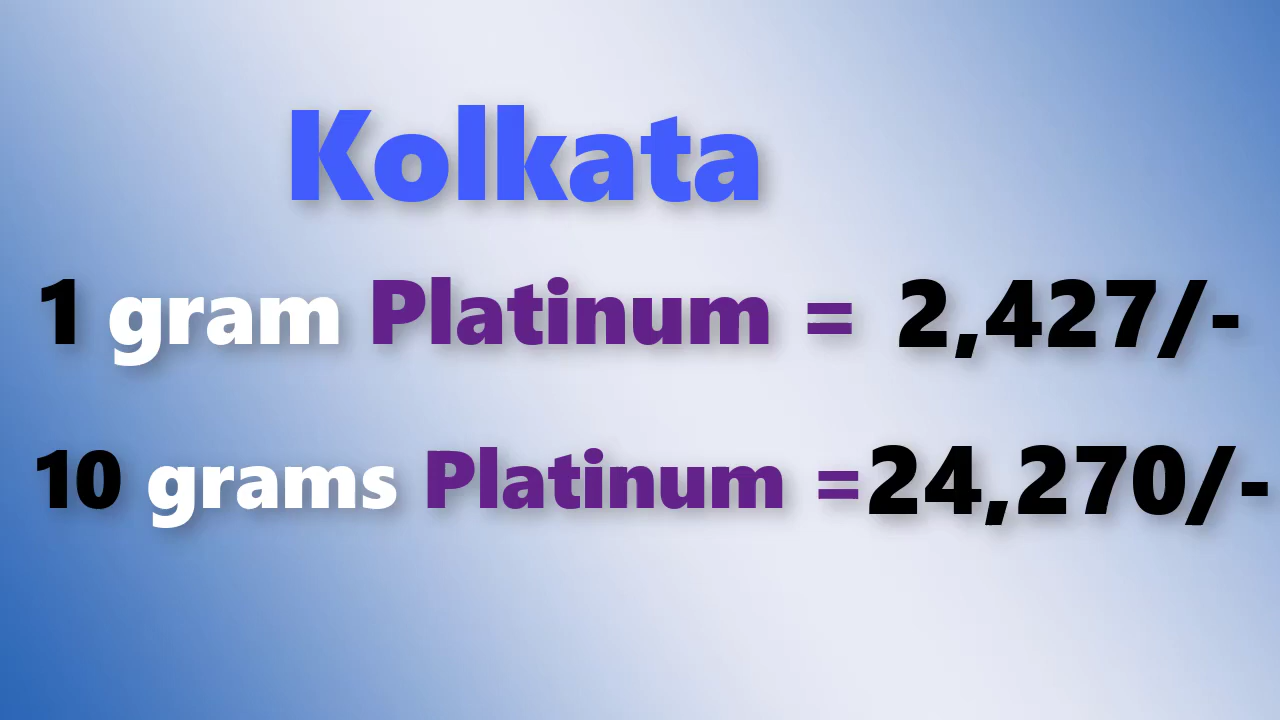 Kolkata
1 gram Platinum = 2,427/-
10 grams Platinum =24,270/-